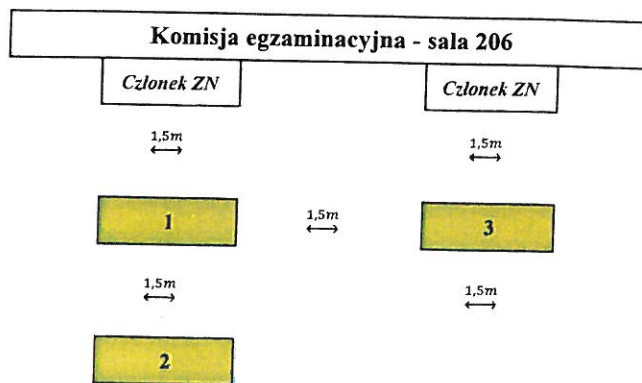 Komisja egzaminacyjna - sala 206
Członek ZN Członek ZN
1,5m 1,5m
1 1,5m 3
1,5m 1,5m
2